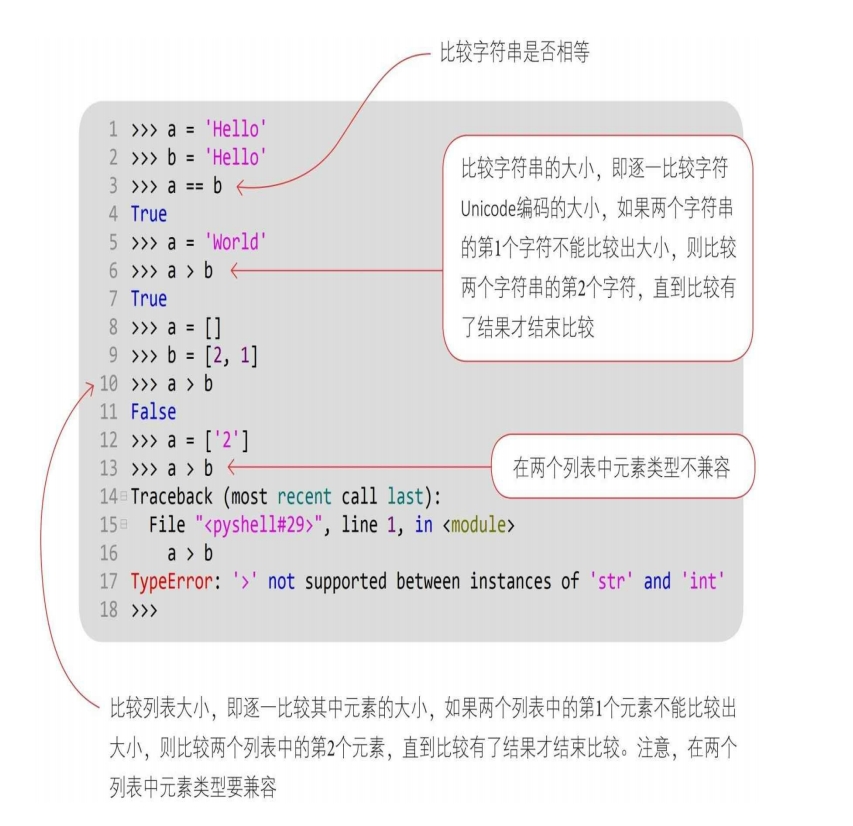 比较字符串是否相等
1 >>> a = 'Hello'
2 >>> b = 'Hello'
3 >>> a == b
4 True
5 >>> a = 'World'
6 >>> a > b
7 True
8 >>> a = []
9 >>> b = [2, 1]
10 >>> a > b
11 False
12 >>> a = ['2']
13 >>> a > b
14 Traceback (most recent call last):
15   File "<pyshell#29>", line 1, in <module>
16     a > b
17 TypeError: '>' not supported between instances of 'str' and 'int'
18 >>>
比较字符串的大小，即逐一比较字符
Unicode编码的大小，如果两个字符串
的第1个字符不能比较出大小，则比较
两个字符串的第2个字符，直到比较有
了结果才结束比较
在两个列表中元素类型不兼容
比较列表大小，即逐一比较其中元素的大小，如果两个列表中的第1个元素不能比较出
大小，则比较两个列表中的第2个元素，直到比较有了结果才结束比较。注意，在两个
列表中元素类型要兼容